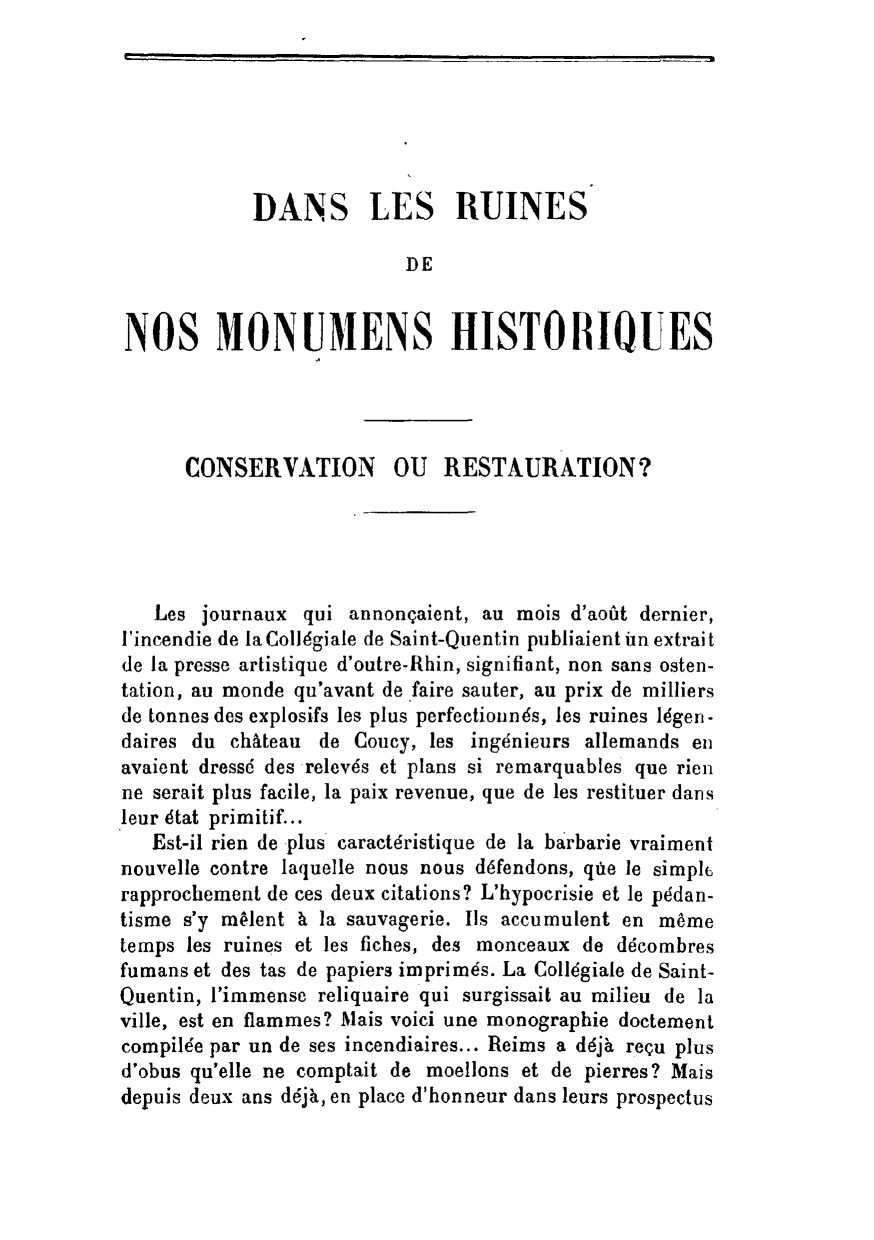 DANS LES RUINES
DE
NOS MONUMENS HISTORIQUES
CONSERVATION OU RESTAURATION?
Les journaux qui annonçaient, au mois d'août dernier,
l'incendie de la Collégiale de Saint-Quentin publiaient un extrait
de la presse artistique d'outre-Rhin, signifiant, non sans osten-
tation, au monde qu'avant de faire sauter, au prix de milliers
de tonnes des explosifs les plus perfectionnés, les ruines légen-
daires du château de Coucy, les ingénieurs allemands en
avaient dressé des relevés et plans si remarquables que rien
ne serait plus facile, la paix revenue, que de les restituer dans
leur état primitif...
Est-il rien de plus caractéristique de la barbarie vraiment
nouvelle contre laquelle nous nous défendons, que le simple
rapprochement de ces deux citations? L'hypocrisie et le pédan-
tisme s'y mêlent à la sauvagerie. Ils accumulent en même
temps les ruines et les fiches, des monceaux de décombres
fumans et des tas de papiers imprimés. La Collégiale de Saint-
Quentin, l'immense reliquaire qui surgissait au milieu de la
ville, est en flammes? Mais voici une monographie doctement
compilée par un de ses incendiaires... Reims a déjà reçu plus
d'obus qu'elle ne comptait de moellons et de pierres? Mais
depuis deux ans déjà, en place d'honneur dans leurs prospectus